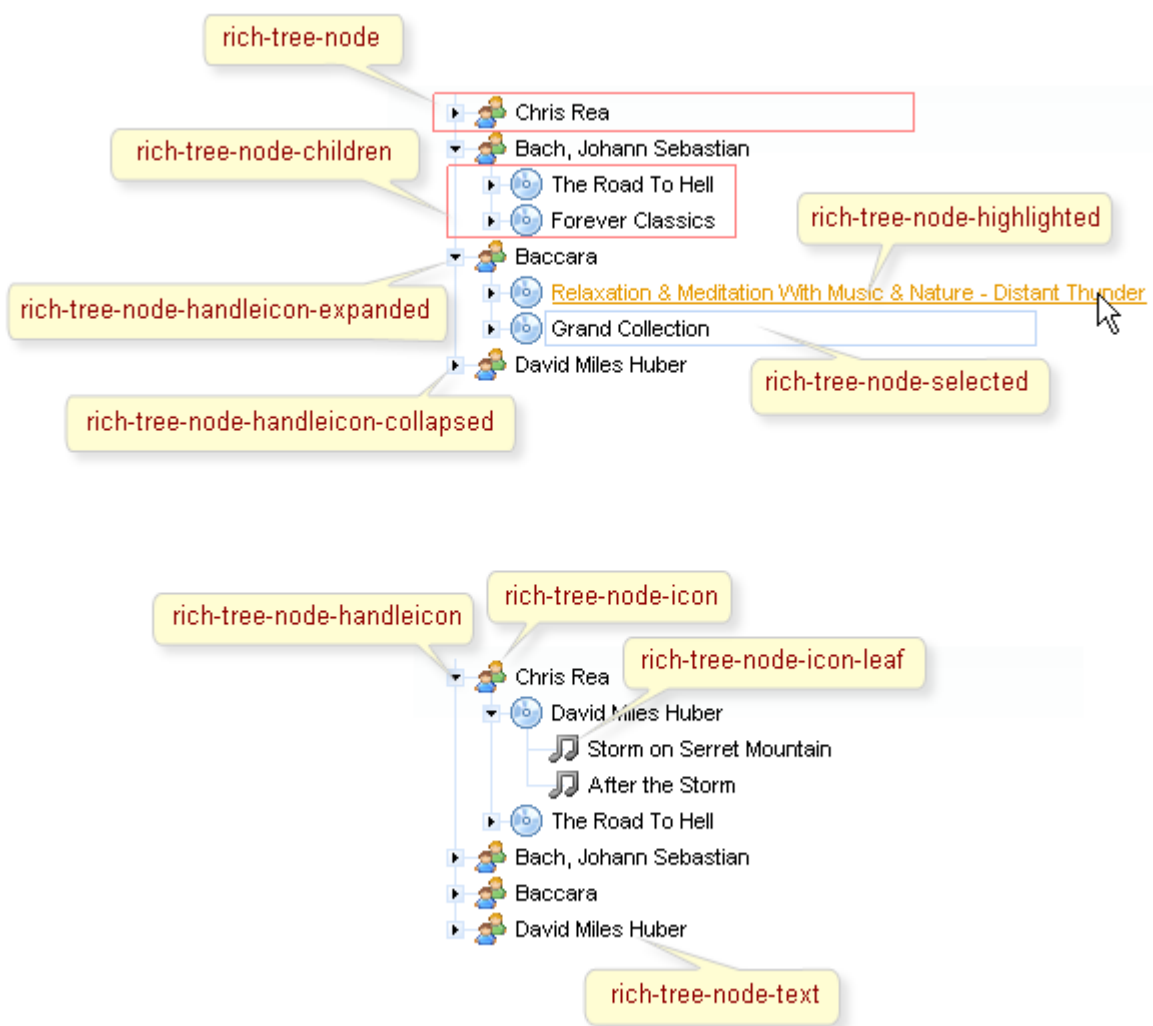 rich-tree-node
Chris Rea
rich-tree-node-children
Bach, Johann Sebastian
The Road To Hell
Forever Classics
rich-tree-node-highlighted
Baccara
rich-tree-node-handleicon-expanded
Relaxation & Meditation With Music & Nature - Distant Thunder
Grand Collection
David Miles Huber
rich-tree-node-selected
rich-tree-node-handleicon-collapsed
rich-tree-node-handleicon
rich-tree-node-icon
rich-tree-node-icon-leaf
Chris Rea
David Miles Huber
Storm on Serret Mountain
After the Storm
The Road To Hell
Bach, Johann Sebastian
Baccara
David Miles Huber
rich-tree-node-text